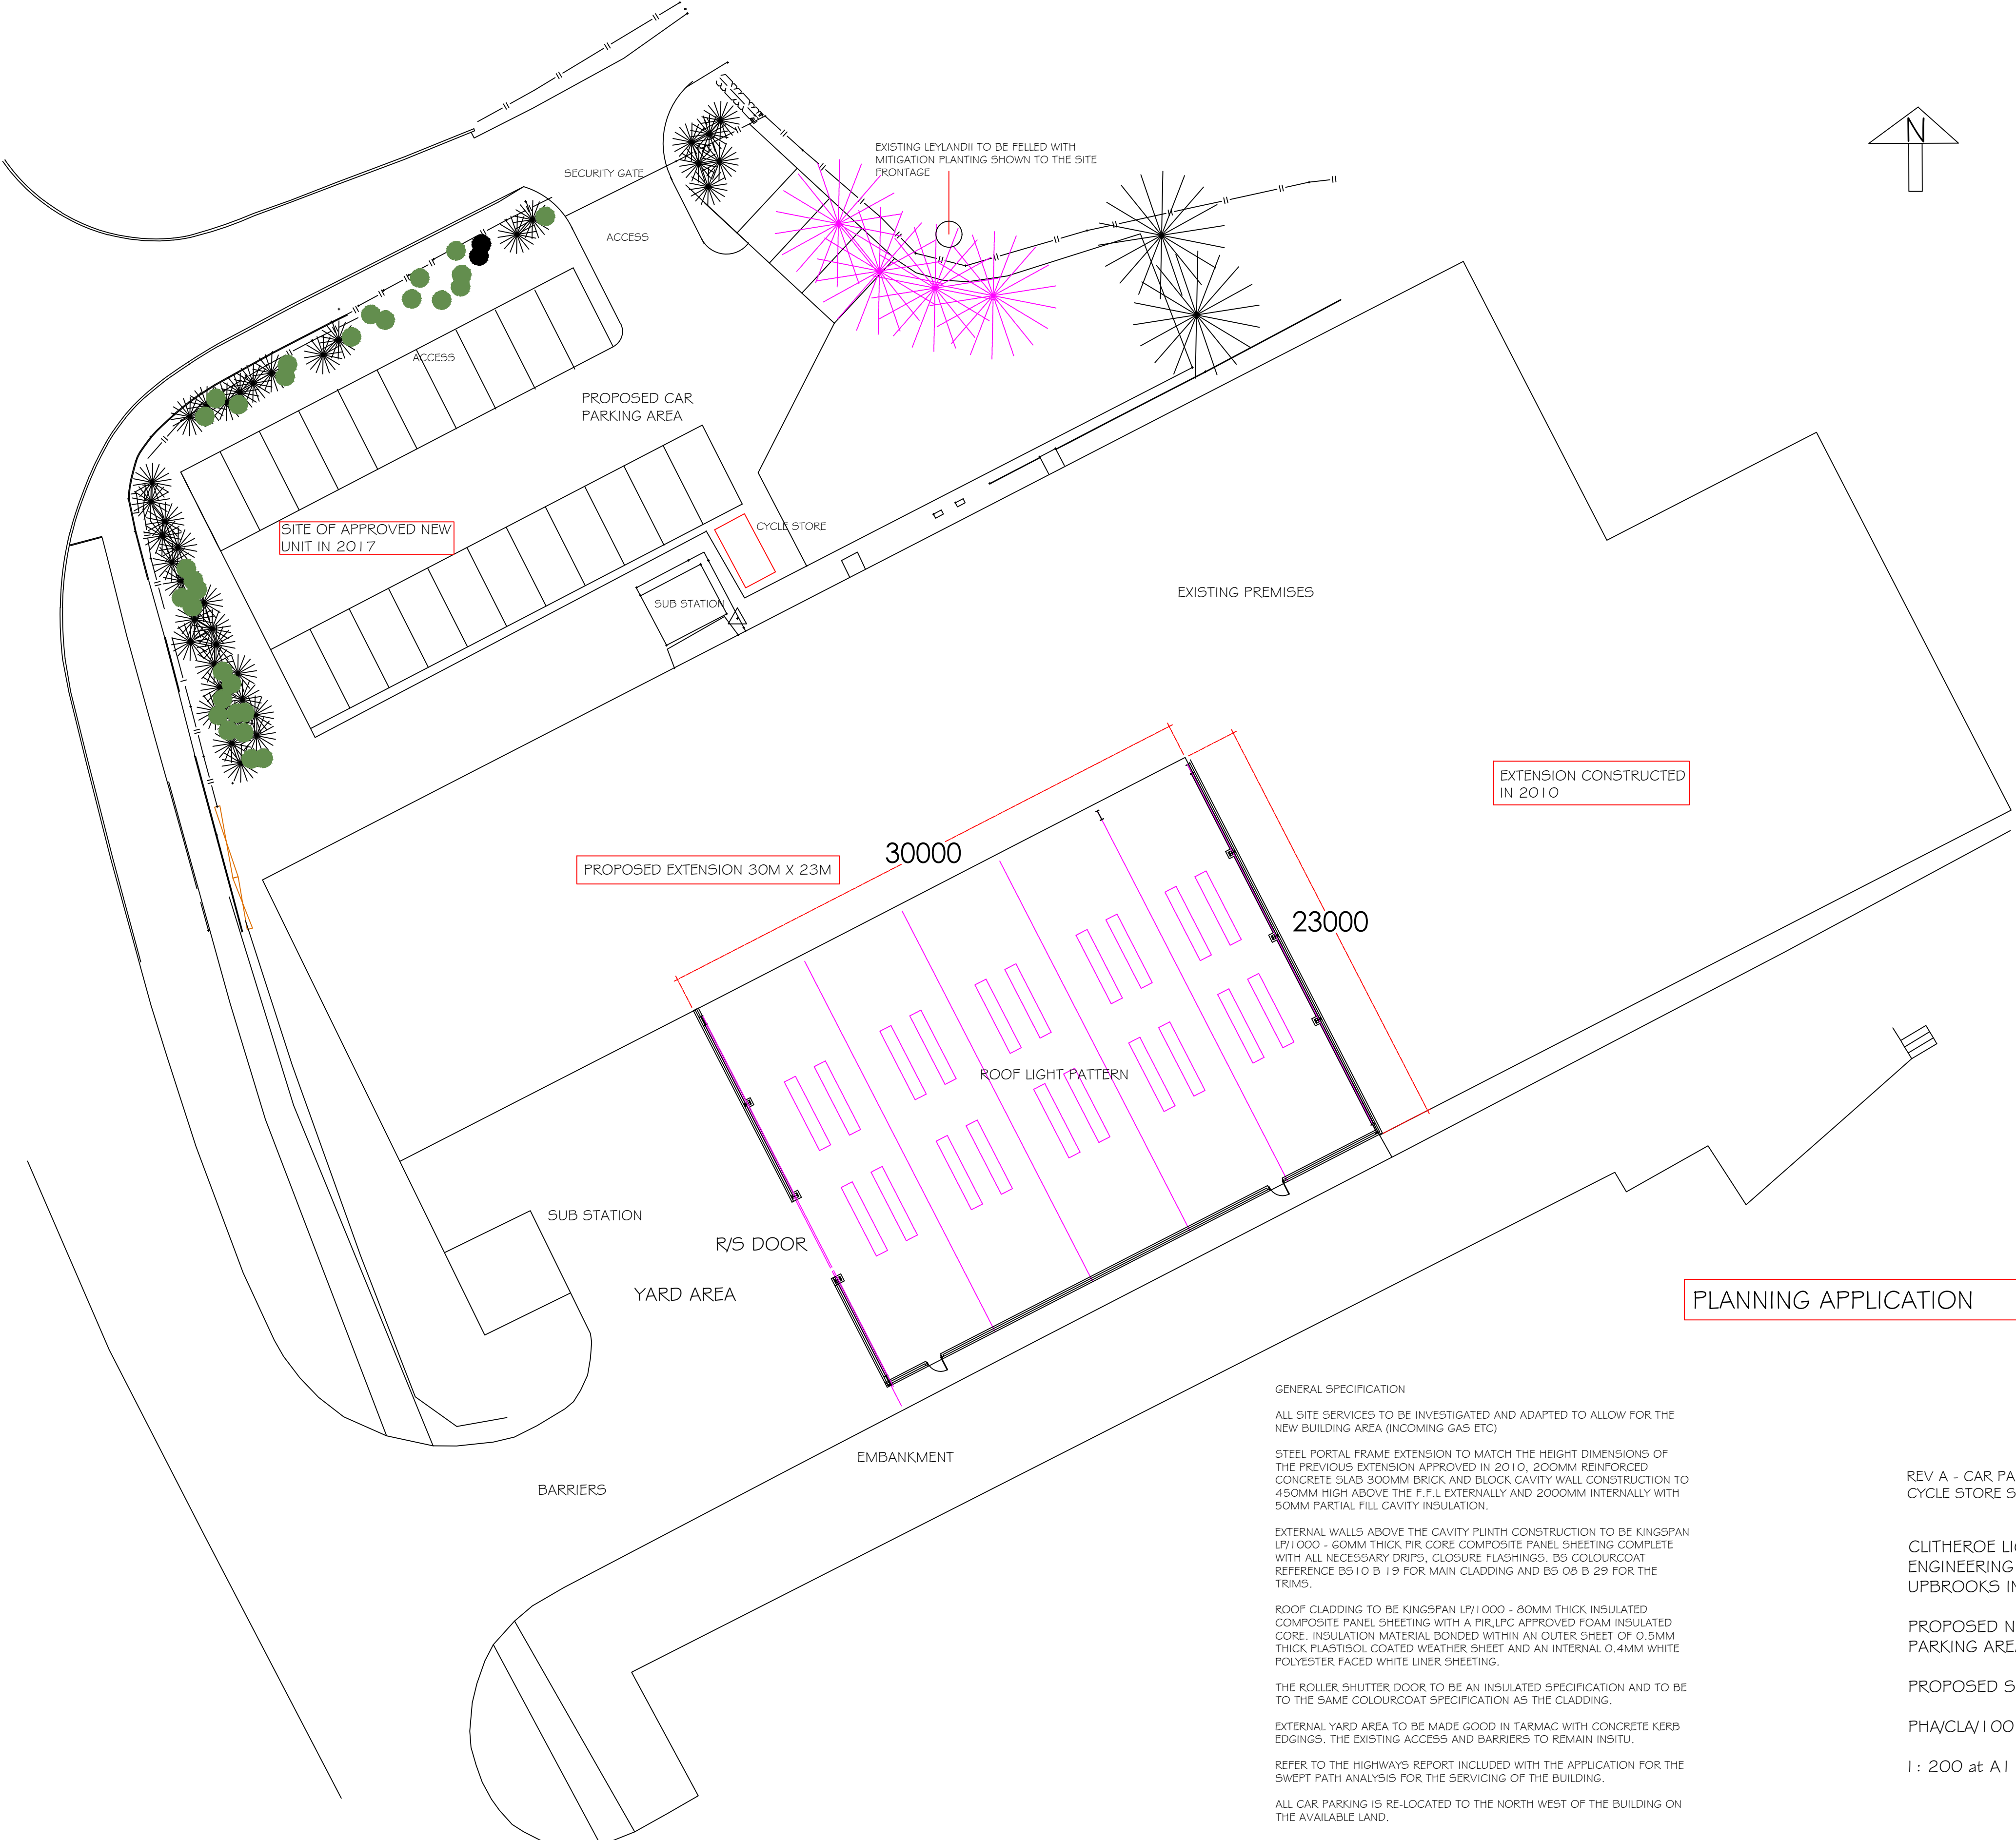 N
EXISTING LEYLANDII TO BE FELLED WITH
MITIGATION PLANTING SHOWN TO THE SITE
FRONTAGE
SECURITY GATE
ACCESS
ACCESS
PROPOSED CAR
PARKING AREA
SITE OF APPROVED NEW
UNIT IN 2017
CYCLE STORE
SUB STATION
EXISTING PREMISES
EXTENSION CONSTRUCTED
IN 2010
PROPOSED EXTENSION 30M X 23M
30000
23000
ROOF LIGHT PATTERN
SUB STATION
R/S DOOR
YARD AREA
PLANNING APPLICATION
EMBANKMENT
BARRIERS
GENERAL SPECIFICATION
ALL SITE SERVICES TO BE INVESTIGATED AND ADAPTED TO ALLOW FOR THE
NEW BUILDING AREA (INCOMING GAS ETC)
STEEL PORTAL FRAME EXTENSION TO MATCH THE HEIGHT DIMENSIONS OF
THE PREVIOUS EXTENSION APPROVED IN 2010, 200MM REINFORCED
CONCRETE SLAB 300MM BRICK AND BLOCK CAVITY WALL CONSTRUCTION TO
450MM HIGH ABOVE THE F.F.L EXTERNALLY AND 2000MM INTERNALLY WITH
50MM PARTIAL FILL CAVITY INSULATION.
EXTERNAL WALLS ABOVE THE CAVITY PLINTH CONSTRUCTION TO BE KINGSPAN
LP/1000 - 60MM THICK PIR CORE COMPOSITE PANEL SHEETING COMPLETE
WITH ALL NECESSARY DRIPS, CLOSURE FLASHINGS. BS COLOURCOAT
REFERENCE BS10 B 19 FOR MAIN CLADDING AND BS 08 B 29 FOR THE
TRIMS.
ROOF CLADDING TO BE KINGSPAN LP/1000 - 80MM THICK INSULATED
COMPOSITE PANEL SHEETING WITH A PIR,LPC APPROVED FOAM INSULATED
CORE. INSULATION MATERIAL BONDED WITHIN AN OUTER SHEET OF 0.5MM
THICK PLASTISOL COATED WEATHER SHEET AND AN INTERNAL 0.4MM WHITE
POLYESTER FACED WHITE LINER SHEETING.
THE ROLLER SHUTTER DOOR TO BE AN INSULATED SPECIFICATION AND TO BE
TO THE SAME COLOURCOAT SPECIFICATION AS THE CLADDING.
EXTERNAL YARD AREA TO BE MADE GOOD IN TARMAC WITH CONCRETE KERB
EDGINGS. THE EXISTING ACCESS AND BARRIERS TO REMAIN INSITU.
REFER TO THE HIGHWAYS REPORT INCLUDED WITH THE APPLICATION FOR THE
SWEPT PATH ANALYSIS FOR THE SERVICING OF THE BUILDING.
ALL CAR PARKING IS RE-LOCATED TO THE NORTH WEST OF THE BUILDING ON
THE AVAILABLE LAND.
REV A - CAR PA
CYCLE STORE S
CLITHEROE LI
ENGINEERING
UPBROOKS IN
PROPOSED N
PARKING ARE
PROPOSED S
PHA/CLA/100
1: 200 at A1